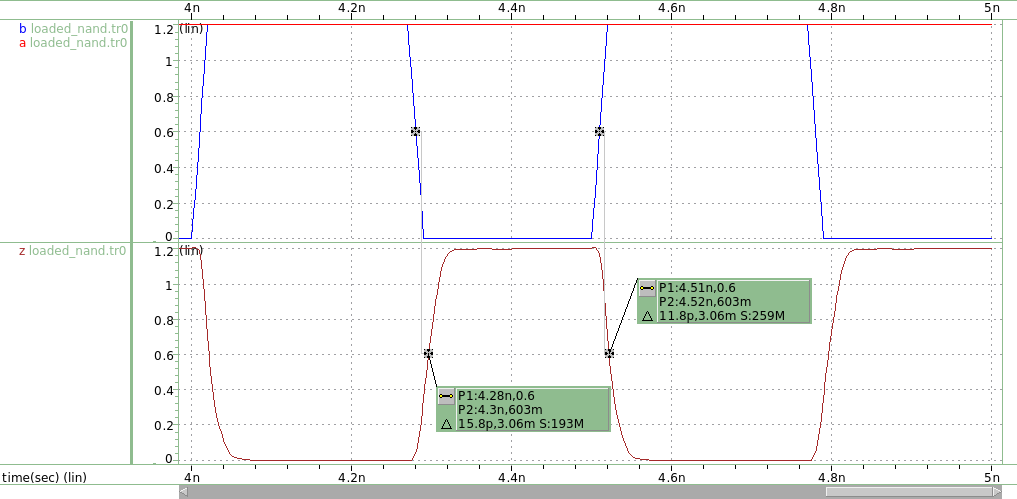 4n 4.2n 4.4n 4.6n 4.8n 5n
b loaded_nand.tr0
a loaded_nand.tr0
1.2 (lin)
1
0.8
0.6
0.4
0.2
0
z loaded_nand.tr0
1.2 (lin)
1
0.8
0.6
0.4
0.2
0
P1:4.51n,0.6
P2:4.52n,603m
△ 11.8p,3.06m S:259M
P1:4.28n,0.6
P2:4.3n,603m
△ 15.8p,3.06m S:193M
time(sec) (lin) 4n 4.2n 4.4n 4.6n 4.8n 5n